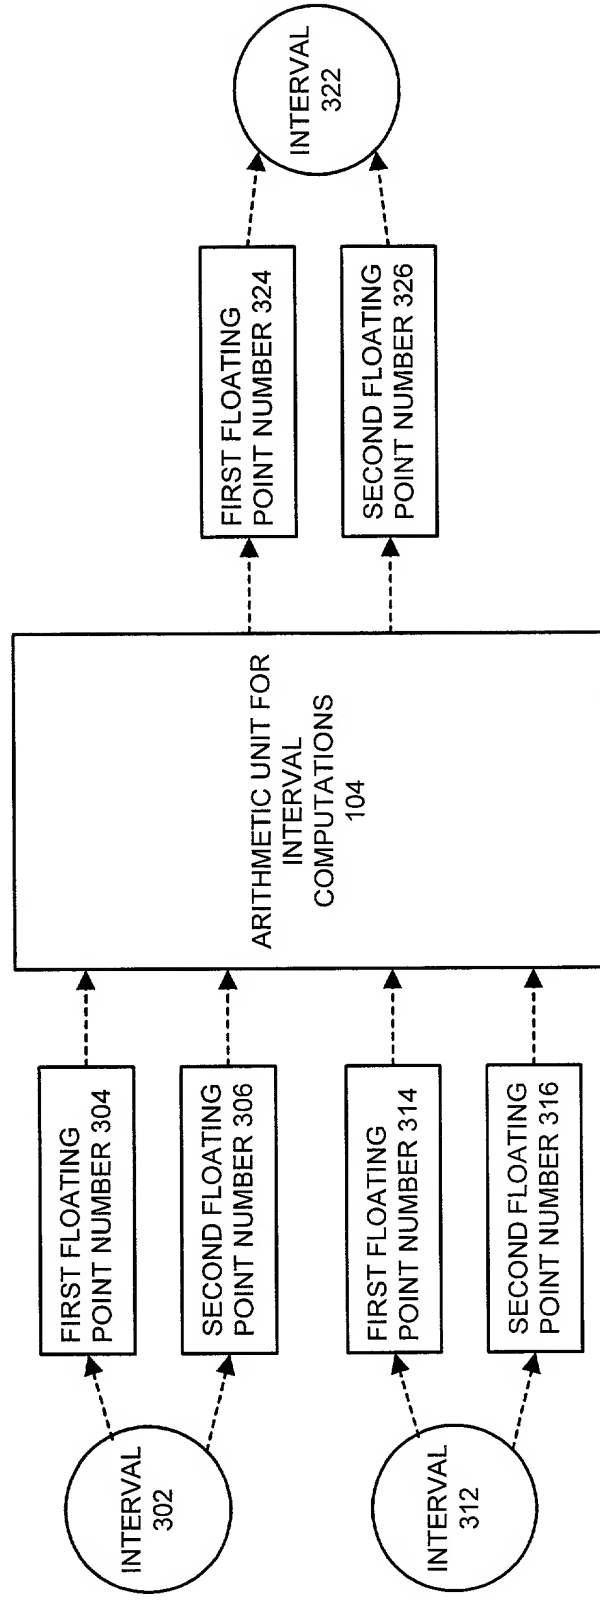 INTERVAL
302
FIRST FLOATING
POINT NUMBER 304
SECOND FLOATING
POINT NUMBER 306
INTERVAL
312
FIRST FLOATING
POINT NUMBER 314
SECOND FLOATING
POINT NUMBER 316
ARITHMETIC UNIT FOR
INTERVAL
COMPUTATIONS
104
FIRST FLOATING
POINT NUMBER 324
SECOND FLOATING
POINT NUMBER 326
INTERVAL
322